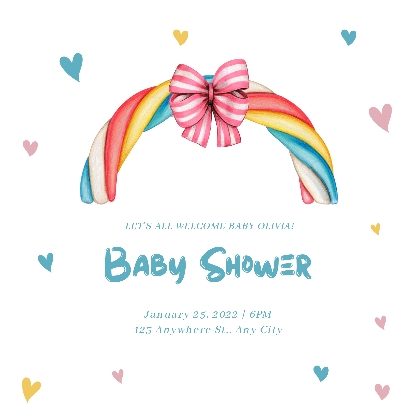 LET'S ALL WELCOME BABY OLIVIA!
BABY SHOWER
January 25, 2022 | 6PM
123 Anywhere St., Any City